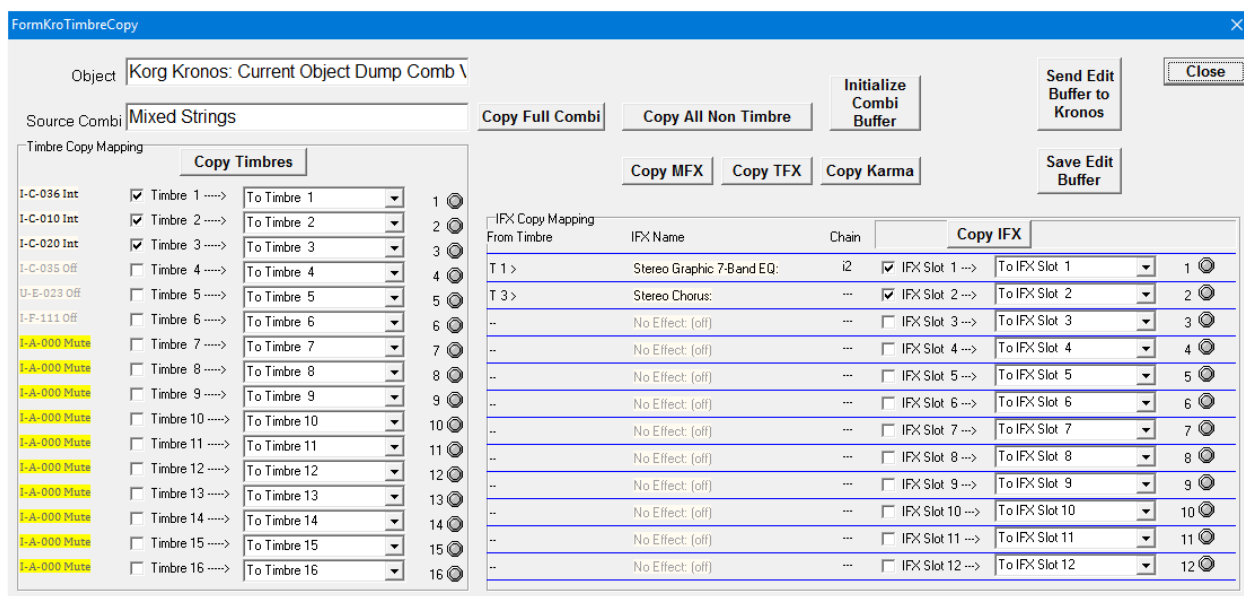 FormKroTimbreCopy
Object Korg Kronos: Current Object Dump Comb
Source Combi Mixed Strings
Copy Full Combi
Copy All Non Timbre
Initialize Combi Buffer
Send Edit Buffer to Kronos
Close
Copy MFX
Copy TFX
Copy Karma
Save Edit Buffer
Timbre Copy Mapping
Copy Timbres
I-C-036 Int Timbre 1 -----> To Timbre 1 1
I-C-010 Int Timbre 2 -----> To Timbre 2 2
I-C-020 Int Timbre 3 -----> To Timbre 3 3
I-C-035 Off Timbre 4 -----> To Timbre 4 4
U-E-023 Off Timbre 5 -----> To Timbre 5 5
I-F-111 Off Timbre 6 -----> To Timbre 6 6
I-A-000 Mute Timbre 7 -----> To Timbre 7 7
I-A-000 Mute Timbre 8 -----> To Timbre 8 8
I-A-000 Mute Timbre 9 -----> To Timbre 9 9
I-A-000 Mute Timbre 10 -----> To Timbre 10 10
I-A-000 Mute Timbre 11 -----> To Timbre 11 11
I-A-000 Mute Timbre 12 -----> To Timbre 12 12
I-A-000 Mute Timbre 13 -----> To Timbre 13 13
I-A-000 Mute Timbre 14 -----> To Timbre 14 14
I-A-000 Mute Timbre 15 -----> To Timbre 15 15
I-A-000 Mute Timbre 16 -----> To Timbre 16 16
IFX Copy Mapping
From Timbre IFX Name Chain Copy IFX
T 1 > Stereo Graphic 7-Band EQ: i2 IFX Slot 1 ---> To IFX Slot 1 1
T 3 > Stereo Chorus: --- IFX Slot 2 ---> To IFX Slot 2 2
-- No Effect: (off) --- IFX Slot 3 ---> To IFX Slot 3 3
-- No Effect: (off) --- IFX Slot 4 ---> To IFX Slot 4 4
-- No Effect: (off) --- IFX Slot 5 ---> To IFX Slot 5 5
-- No Effect: (off) --- IFX Slot 6 ---> To IFX Slot 6 6
-- No Effect: (off) --- IFX Slot 7 ---> To IFX Slot 7 7
-- No Effect: (off) --- IFX Slot 8 ---> To IFX Slot 8 8
-- No Effect: (off) --- IFX Slot 9 ---> To IFX Slot 9 9
-- No Effect: (off) --- IFX Slot 10 ---> To IFX Slot 10 10
-- No Effect: (off) --- IFX Slot 11 ---> To IFX Slot 11 11
-- No Effect: (off) --- IFX Slot 12 ---> To IFX Slot 12 12